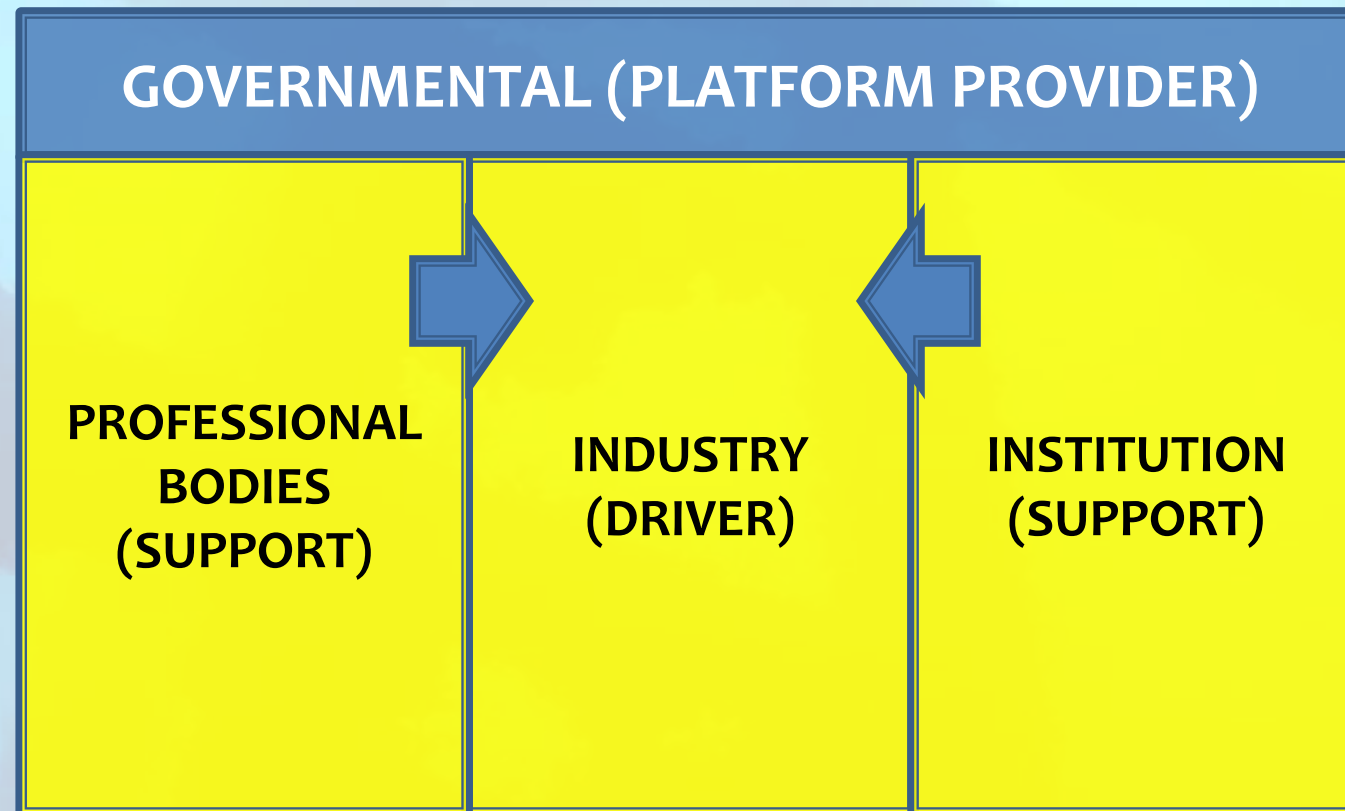 GOVERNMENTAL (PLATFORM PROVIDER)
PROFESSIONAL
BODIES
(SUPPORT)
INDUSTRY
(DRIVER)
INSTITUTION
(SUPPORT)